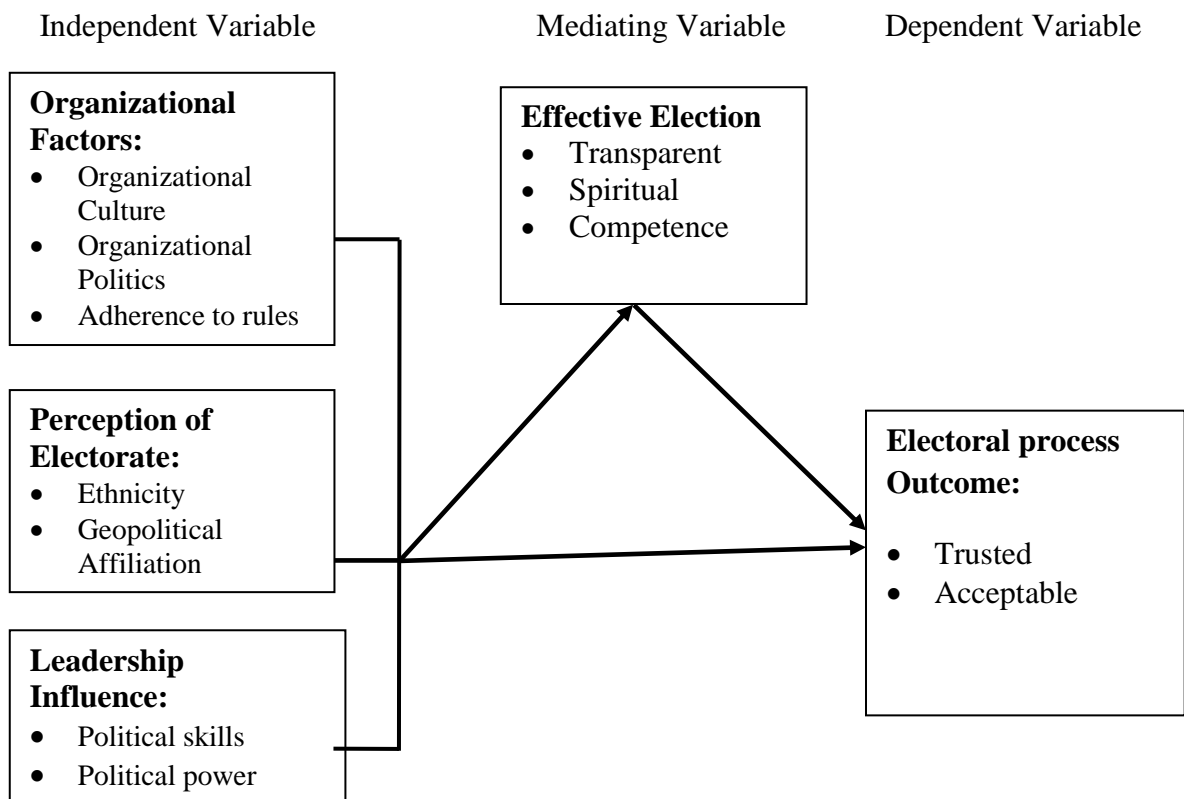 Independent Variable
Mediating Variable
Dependent Variable
Organizational
Factors:
• Organizational
Culture
• Organizational
Politics
• Adherence to rules
Perception of
Electorate:
• Ethnicity
• Geopolitical
Affiliation
Leadership
Influence:
• Political skills
• Political power
Effective Election
• Transparent
• Spiritual
• Competence
Electoral process
Outcome:
• Trusted
• Acceptable